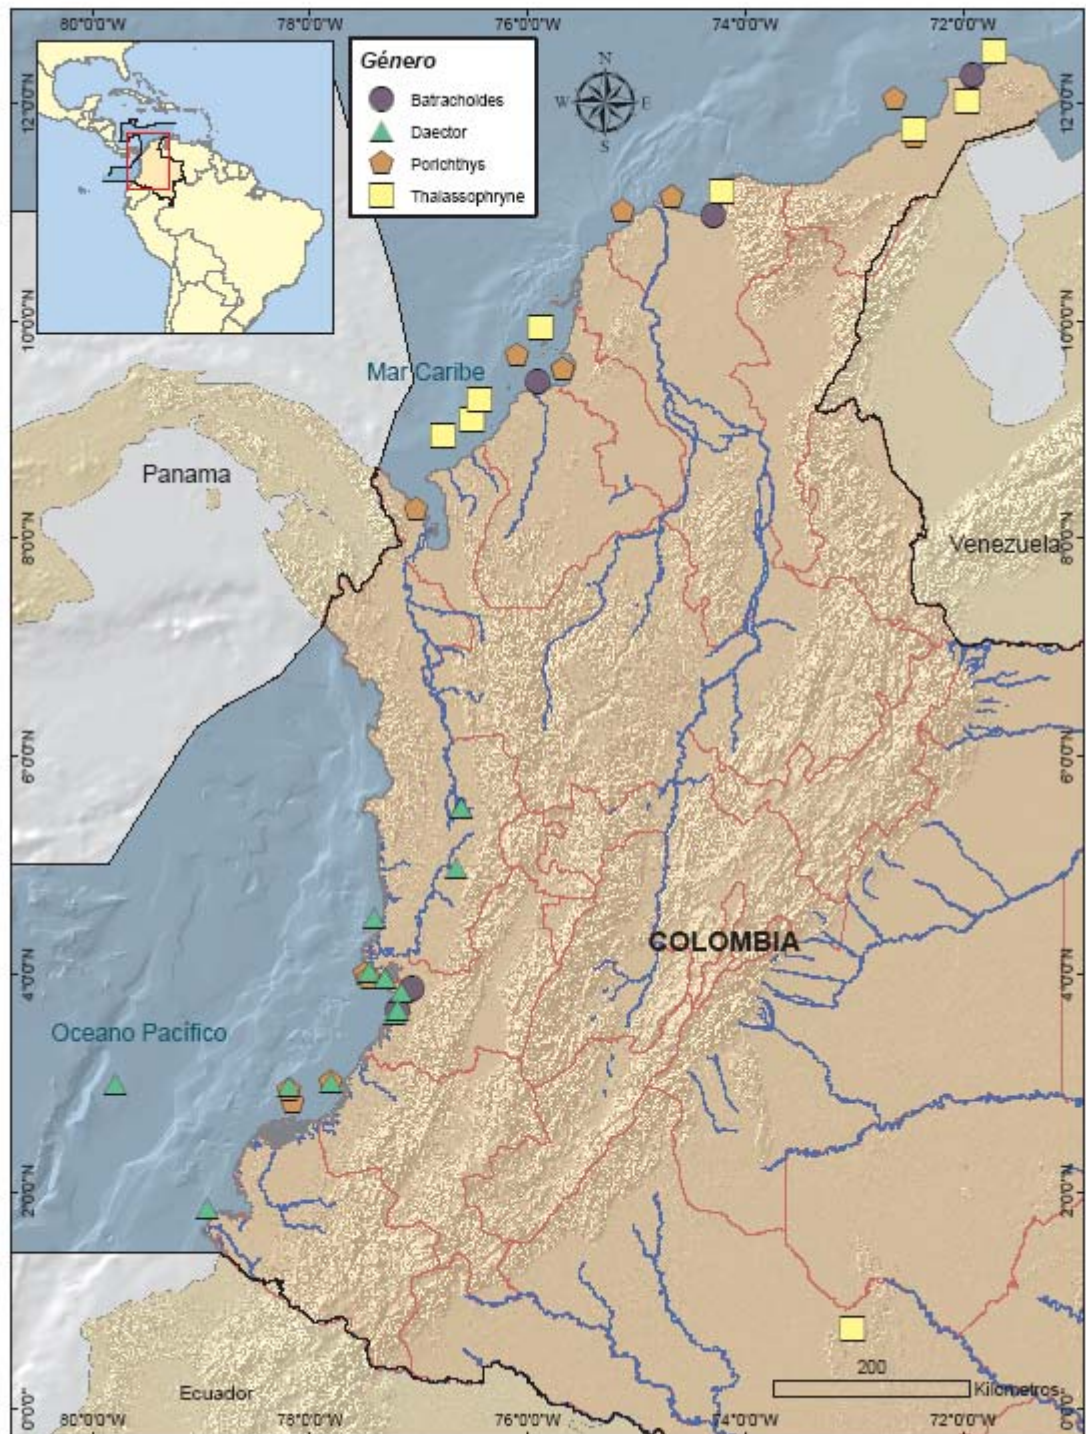 80°0'0"W 78°0'0"W 76°0'0"W 74°0'0"W 72°0'0"W
Género
Batrachoides
Daector
Porichthys
Thalassophryne
N
W E
S
12°0'0"N 12°0'0"N
10°0'0"N 10°0'0"N
Mar Caribe
Panama
8°0'0"N 8°0'0"N
Venezuela
6°0'0"N 6°0'0"N
COLOMBIA
4°0'0"N 4°0'0"N
Oceano Pacífico
2°0'0"N 2°0'0"N
200
Kilometros
Ecuador
0°0'0" 0°0'0"
80°0'0"W 78°0'0"W 76°0'0"W 74°0'0"W 72°0'0"W